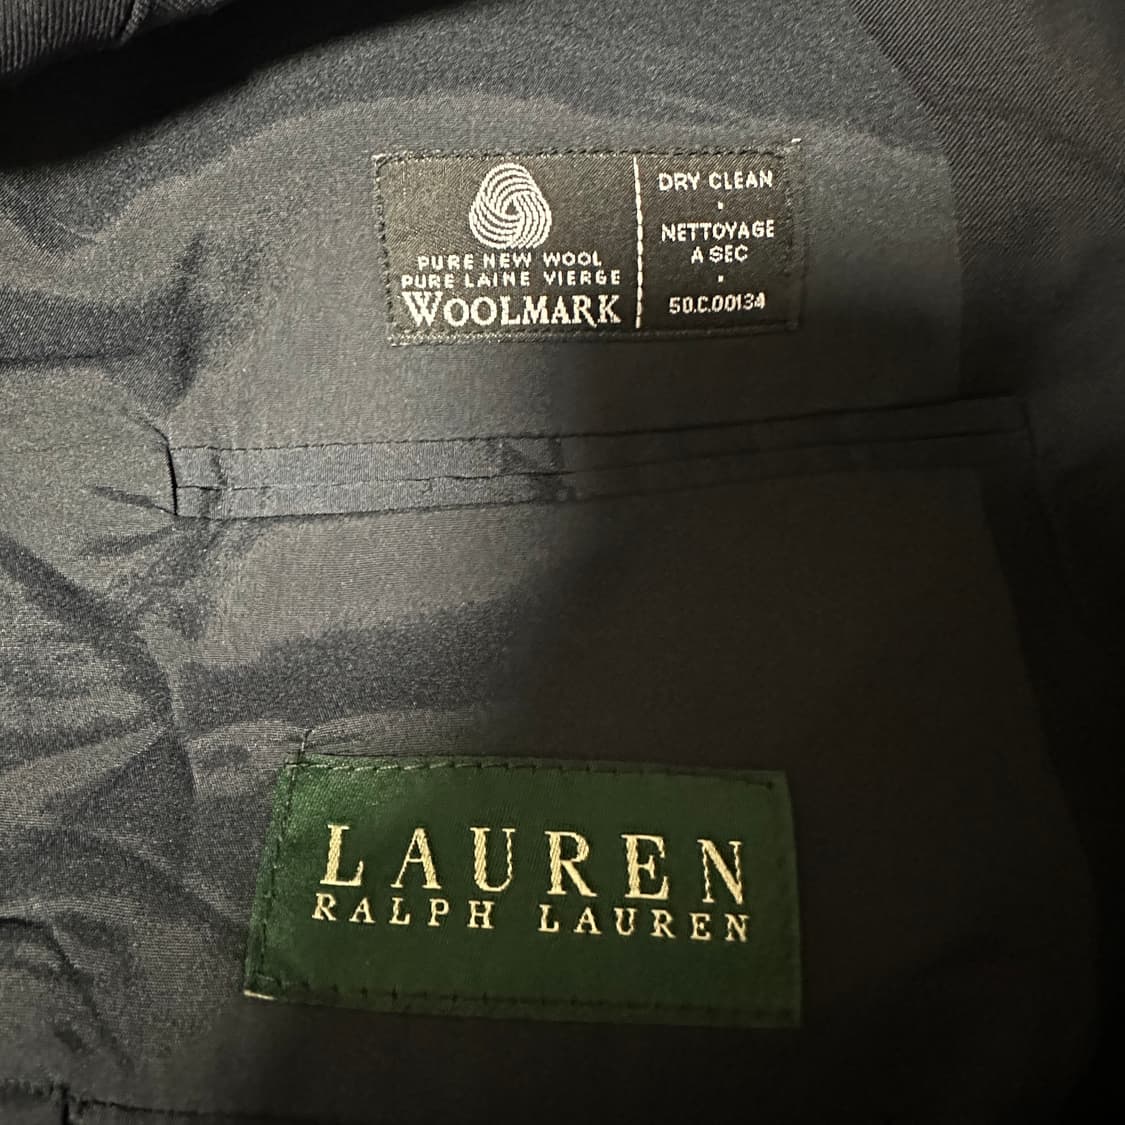 PURE NEW WOOL
PURE LAINE VIERGE
WOOLMARK
DRY CLEAN
NETTOYAGE
A SEC
50.C.00134
LAUREN
RALPH LAUREN